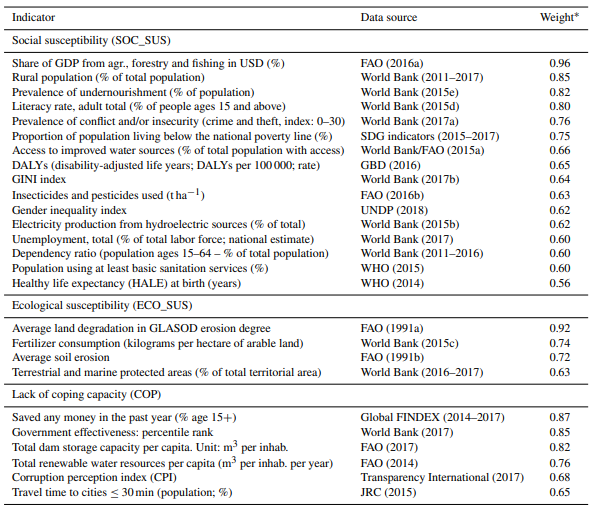 Indicator Data source Weight*
Social susceptibility (SOC_SUS)
Share of GDP from agr., forestry and fishing in USD (%) FAO (2016a) 0.96
Rural population (% of total population) World Bank (2011–2017) 0.85
Prevalence of undernourishment (% of population) World Bank (2015e) 0.82
Literacy rate, adult total (% of people ages 15 and above) World Bank (2015d) 0.80
Prevalence of conflict and/or insecurity (crime and theft, index: 0–30) World Bank (2017a) 0.76
Proportion of population living below the national poverty line (%) SDG indicators (2015–2017) 0.75
Access to improved water sources (% of total population with access) World Bank/FAO (2015a) 0.66
DALYs (disability-adjusted life years; DALYs per 100 000; rate) GBD (2016) 0.65
GINI index World Bank (2017b) 0.64
Insecticides and pesticides used (t ha⁻¹) FAO (2016b) 0.63
Gender inequality index UNDP (2018) 0.62
Electricity production from hydroelectric sources (% of total) World Bank (2015b) 0.62
Unemployment, total (% of total labor force; national estimate) World Bank (2017) 0.60
Dependency ratio (population ages 15–64 – % of total population) World Bank (2011–2016) 0.60
Population using at least basic sanitation services (%) WHO (2015) 0.60
Healthy life expectancy (HALE) at birth (years) WHO (2014) 0.56
Ecological susceptibility (ECO_SUS)
Average land degradation in GLASOD erosion degree FAO (1991a) 0.92
Fertilizer consumption (kilograms per hectare of arable land) World Bank (2015c) 0.74
Average soil erosion FAO (1991b) 0.72
Terrestrial and marine protected areas (% of total territorial area) World Bank (2016–2017) 0.63
Lack of coping capacity (COP)
Saved any money in the past year (% age 15+) Global FINDEX (2014–2017) 0.87
Government effectiveness: percentile rank World Bank (2017) 0.85
Total dam storage capacity per capita. Unit: m³ per inhab. FAO (2017) 0.82
Total renewable water resources per capita (m³ per inhab. per year) FAO (2014) 0.76
Corruption perception index (CPI) Transparency International (2017) 0.68
Travel time to cities ≤ 30 min (population; %) JRC (2015) 0.65